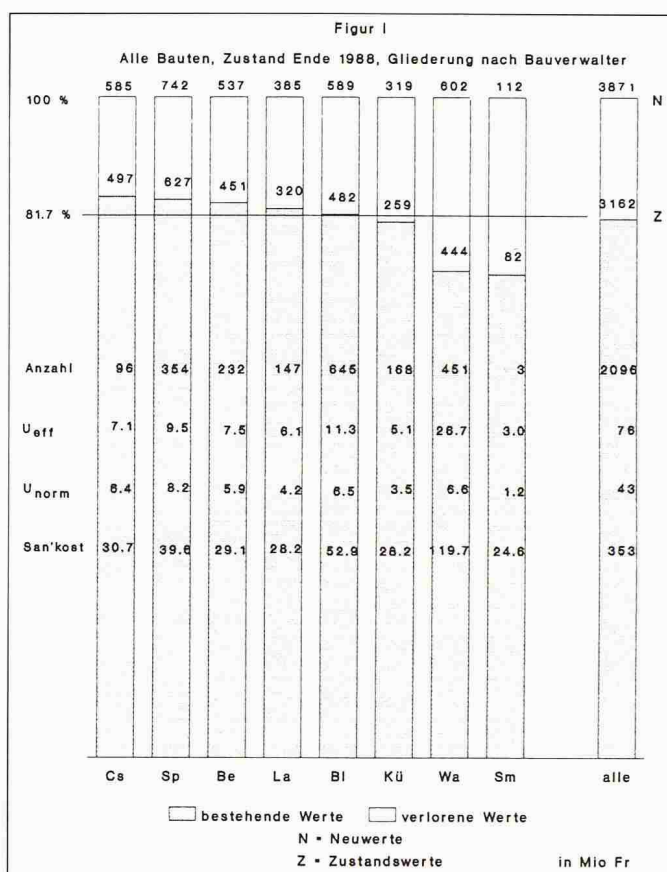 Figur I
Alle Bauten, Zustand Ende 1988, Gliederung nach Bauverwalter
585 742 537 385 589 319 602 112 3871
100 % N
497 627 451 320 482 259 444 82 3162
81.7 % Z
Anzahl 96 354 232 147 645 168 451 3 2096
Ueff 7.1 9.5 7.5 6.1 11.3 5.1 26.7 3.0 76
Unorm 6.4 8.2 5.9 4.2 6.5 3.5 6.6 1.2 43
San'kost 30.7 39.6 29.1 28.2 52.9 28.2 119.7 24.6 353
Cs Sp Be La Bl Kü Wa Sm alle
bestehende Werte verlorene Werte
N = Neuwerte
Z = Zustandswerte in Mio Fr